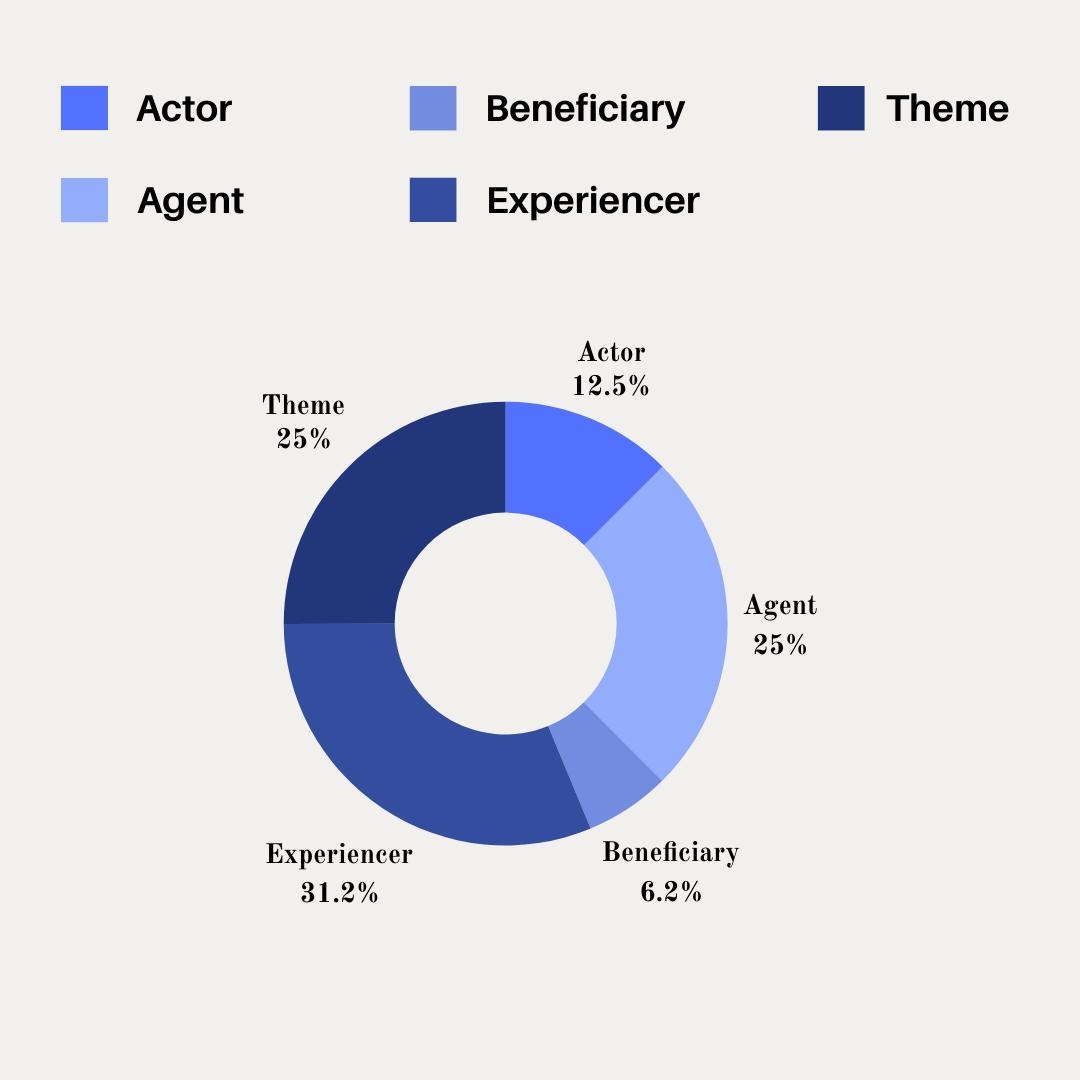 Actor
Beneficiary
Theme
Agent
Experiencer
Actor
12.5%
Theme
25%
Agent
25%
Experiencer
31.2%
Beneficiary
6.2%